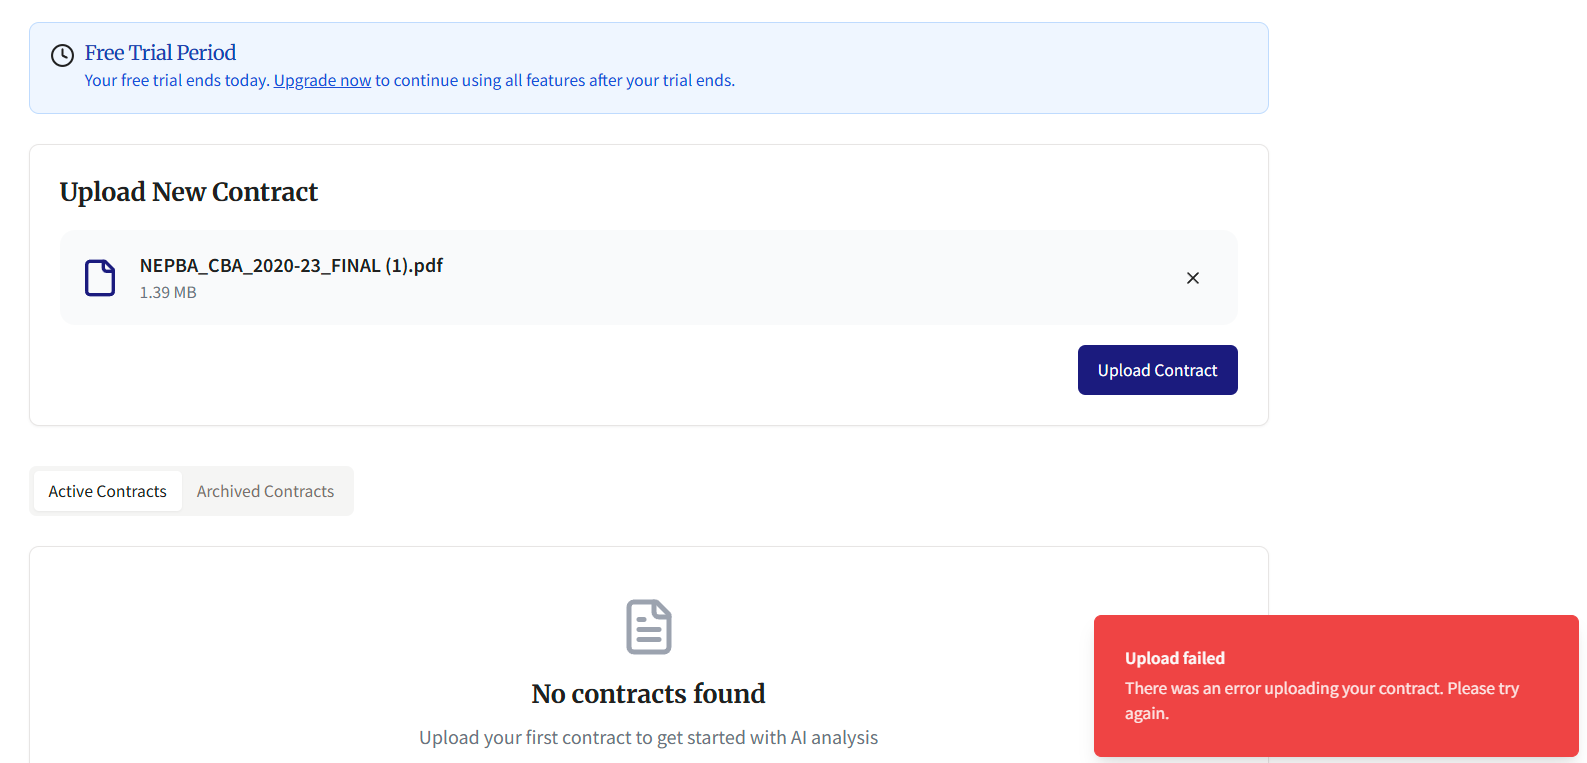 Free Trial Period
Your free trial ends today. Upgrade now to continue using all features after your trial ends.
Upload New Contract
NEPBA_CBA_2020-23_FINAL (1).pdf
1.39 MB
Upload Contract
Active Contracts
Archived Contracts
No contracts found
Upload your first contract to get started with AI analysis
Upload failed
There was an error uploading your contract. Please try
again.